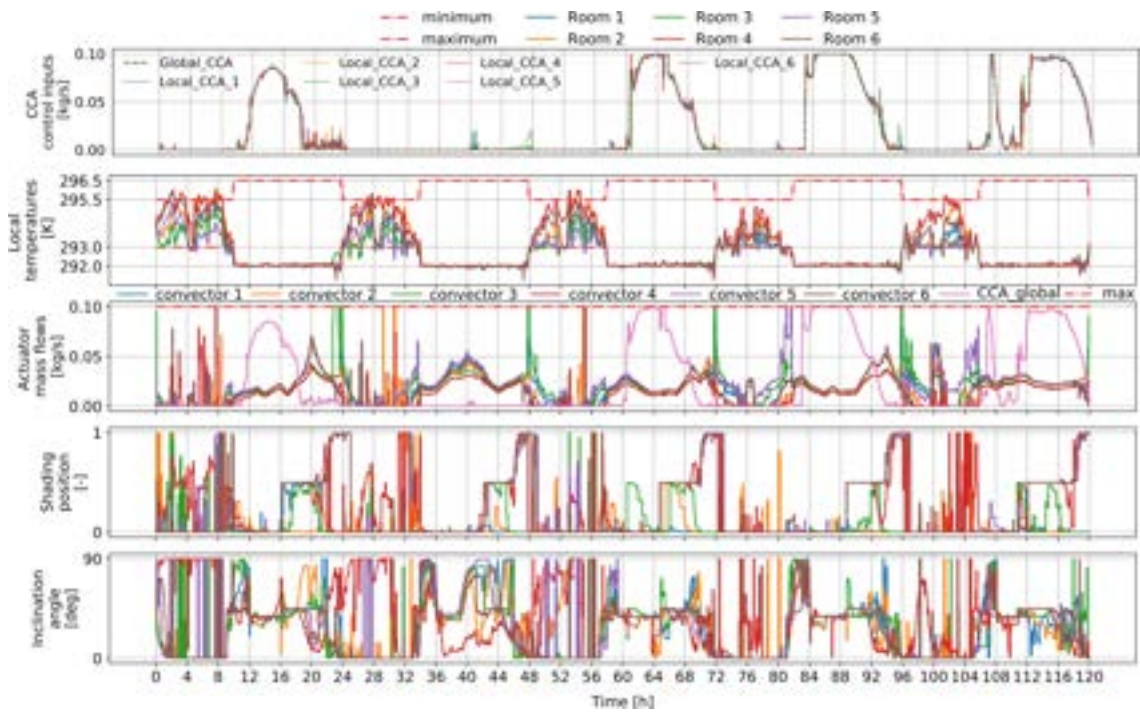 minimum Room 1 Room 3 Room 5
maximum Room 2 Room 4 Room 6
CCA
control inputs
[kg/s]
0.10
0.05
0.00
Global_CCA Local_CCA_2 Local_CCA_4 Local_CCA_6
Local_CCA_1 Local_CCA_3 Local_CCA_5
Local
temperatures
[K]
296.5
295.5
293.0
292.0
convector 1 convector 2 convector 3 convector 4 convector 5 convector 6 CCA_global max
Actuator
mass flows
[kg/s]
0.10
0.05
0.00
Shading
position
[-]
1
0
Inclination
angle
[deg]
90
0
0 4 8 12 16 20 24 28 32 36 40 44 48 52 56 60 64 68 72 76 80 84 88 92 96 100 104 108 112 116 120
Time [h]